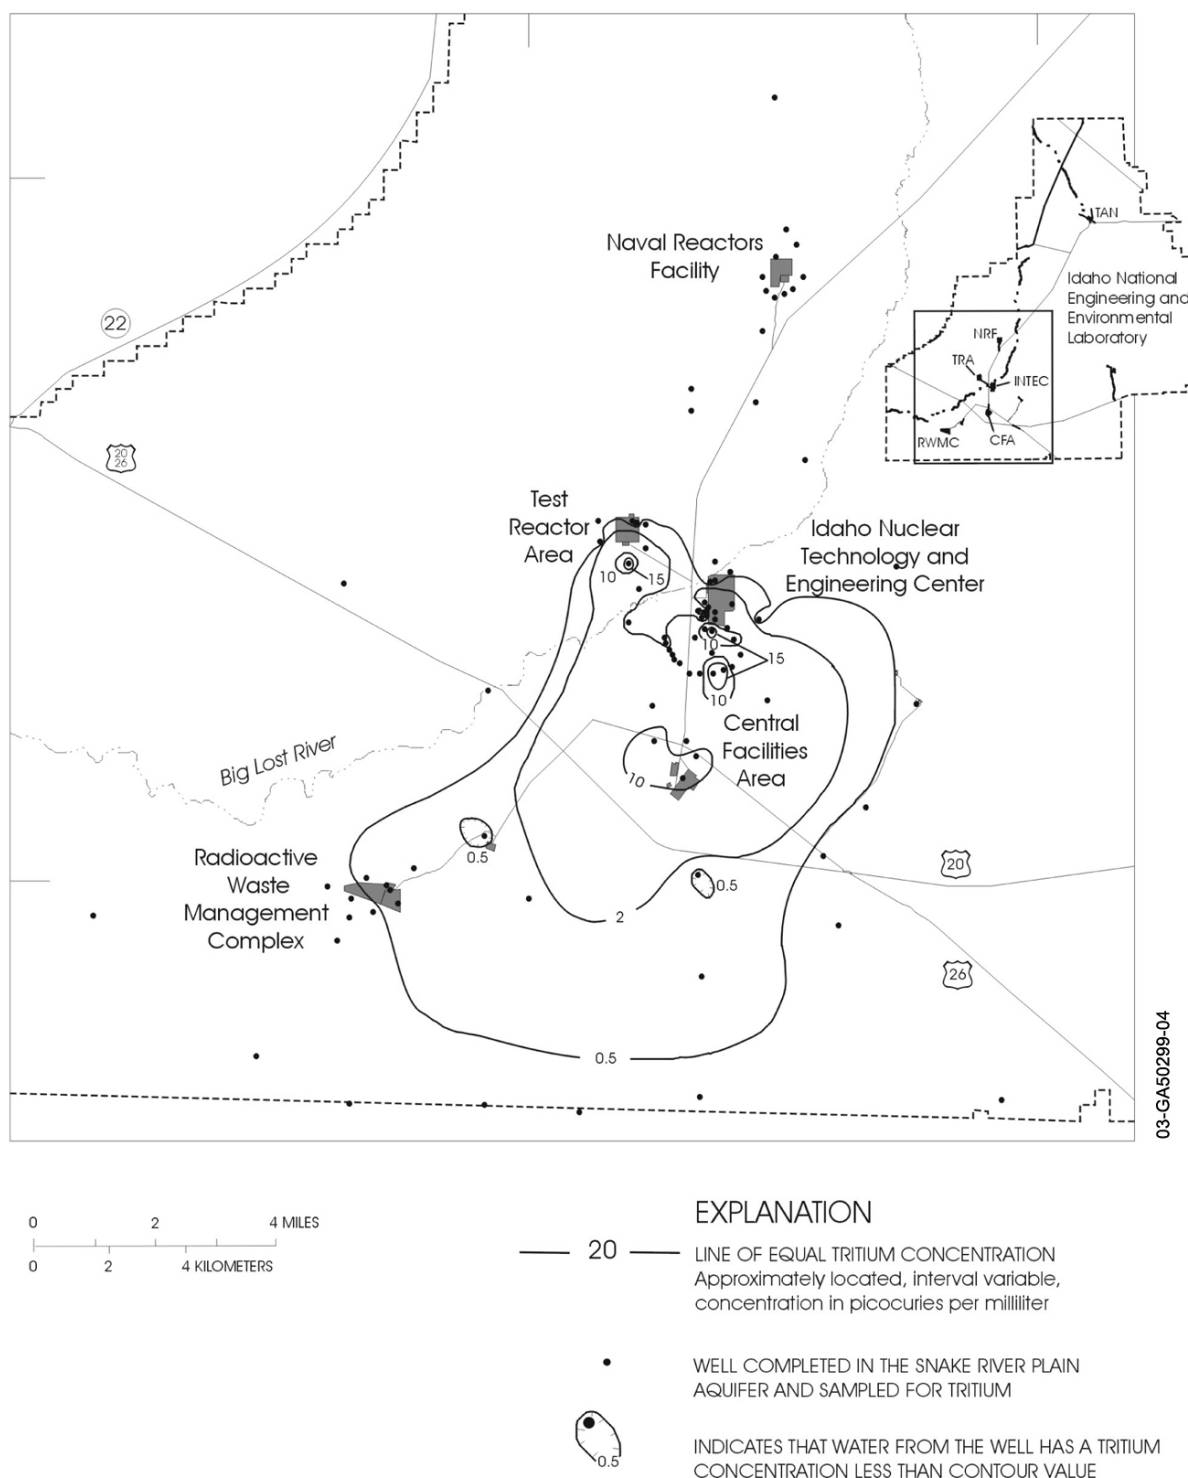 Naval Reactors
Facility
TAN
Idaho National
Engineering and
Environmental
Laboratory
22
NRF
TRA
INTEC
RWMC
CFA
20
26
Test
Reactor
Area
Idaho Nuclear
Technology and
Engineering Center
10
15
10
15
10
Central
Facilities
Area
Big Lost River
10
0.5
Radioactive
Waste
Management
Complex
20
0.5
2
26
0.5
03-GA50299-04
0 2 4 MILES
0 2 4 KILOMETERS
EXPLANATION
20
LINE OF EQUAL TRITIUM CONCENTRATION
Approximately located, interval variable,
concentration in picocuries per milliliter
WELL COMPLETED IN THE SNAKE RIVER PLAIN
AQUIFER AND SAMPLED FOR TRITIUM
0.5
INDICATES THAT WATER FROM THE WELL HAS A TRITIUM
CONCENTRATION LESS THAN CONTOUR VALUE